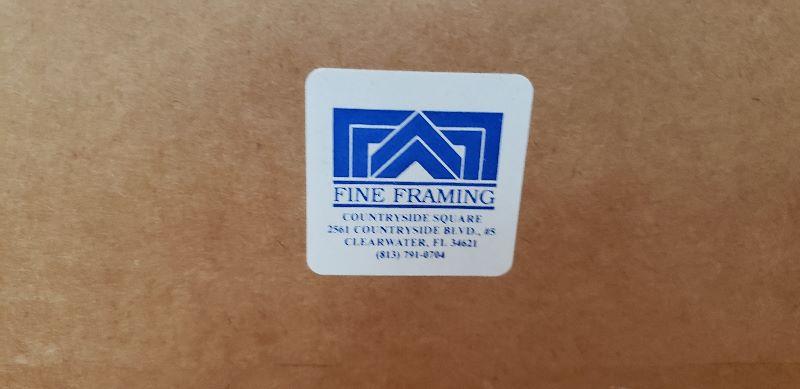 FINE FRAMING
COUNTRYSIDE SQUARE
2561 COUNTRYSIDE BLVD., #5
CLEARWATER, FL 34621
(813) 791-0704